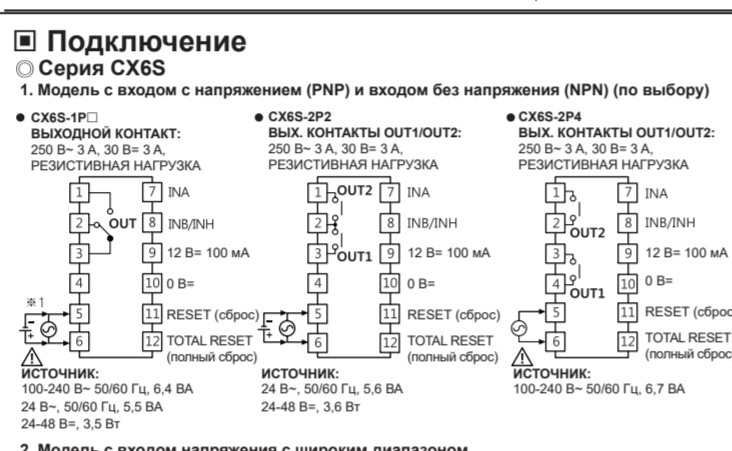 Подключение
Серия CX6S
1. Модель с входом с напряжением (PNP) и входом без напряжения (NPN) (по выбору)
● CX6S-1P□
ВЫХОДНОЙ КОНТАКТ:
250 В~ 3 А, 30 В= 3 А,
РЕЗИСТИВНАЯ НАГРУЗКА
1
7 INA
2 OUT 8 INB/INH
3
9 12 В= 100 мА
4
10 0 В=
※1
5
11 RESET (сброс)
6
12 TOTAL RESET
(полный сброс)
ИСТОЧНИК:
100-240 В~ 50/60 Гц, 6,4 ВА
24 В~, 50/60 Гц, 5,5 ВА
24-48 В=, 3,5 Вт
● CX6S-2P2
ВЫХ. КОНТАКТЫ OUT1/OUT2:
250 В~ 3 А, 30 В= 3 А,
РЕЗИСТИВНАЯ НАГРУЗКА
1 OUT2 7 INA
2
8 INB/INH
3 OUT1 9 12 В= 100 мА
4
10 0 В=
5
11 RESET (сброс)
6
12 TOTAL RESET
(полный сброс)
ИСТОЧНИК:
24 В~, 50/60 Гц, 5,6 ВА
24-48 В=, 3,6 Вт
● CX6S-2P4
ВЫХ. КОНТАКТЫ OUT1/OUT2:
250 В~ 3 А, 30 В= 3 А,
РЕЗИСТИВНАЯ НАГРУЗКА
1
7 INA
2 OUT2 8 INB/INH
3
9 12 В= 100 мА
4 OUT1 10 0 В=
5
11 RESET (сброс
6
12 TOTAL RESET
(полный сброс
ИСТОЧНИК:
100-240 В~ 50/60 Гц, 6,7 ВА
2. Модель с входом напряжения с широким диапазоном